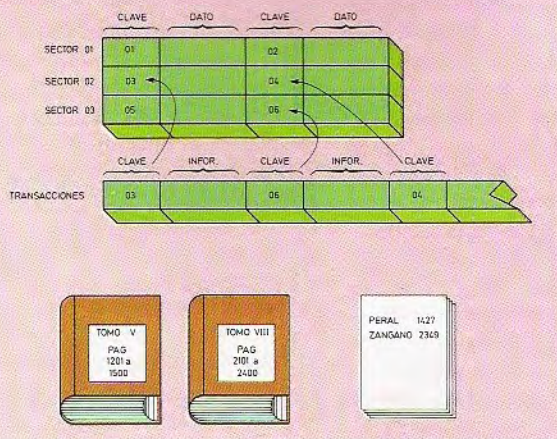 CLAVE DATO CLAVE DATO
SECTOR 01 01 02
SECTOR 02 03 04
SECTOR 03 05 06
CLAVE INFOR. CLAVE INFOR. CLAVE
TRANSACCIONES 03 06 04
TOMO V
PAG
1201 a
1500
TOMO VIII
PAG
2101 a
2400
PERAL 1427
ZANGANO 2349